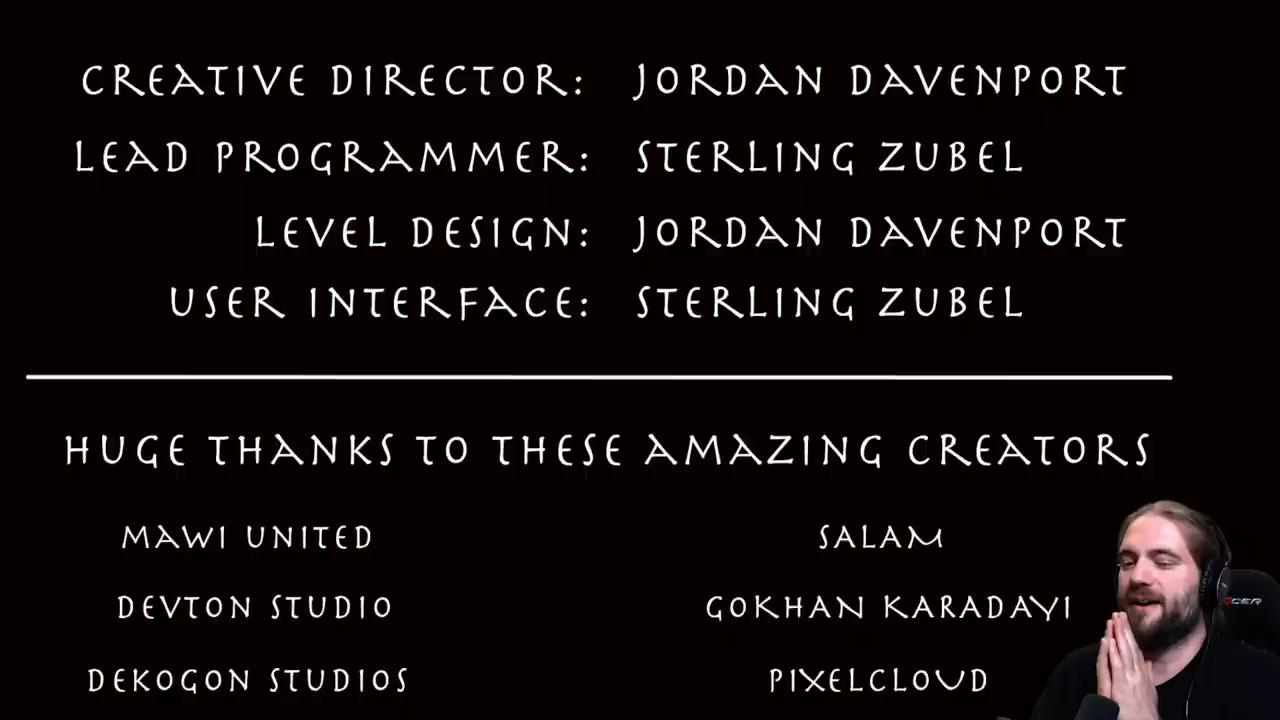 CREATIVE DIRECTOR: JORDAN DAVENPORT
LEAD PROGRAMMER: STERLING ZUBEL
LEVEL DESIGN: JORDAN DAVENPORT
USER INTERFACE: STERLING ZUBEL
HUGE THANKS TO THESE AMAZING CREATORS
MAWI UNITED SALAM
DEVTON STUDIO GOKHAN KARADAYI
DEKOGON STUDIOS PIXELCLOUD